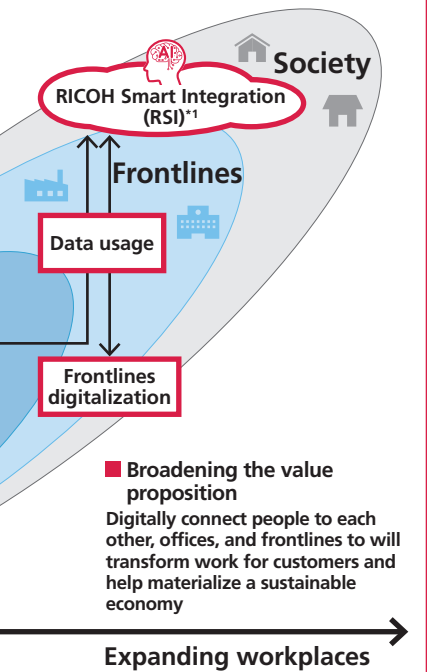 AI
Society
RICOH Smart Integration
(RSI)*1
Frontlines
Data usage
Frontlines
digitalization
Broadening the value
proposition
Digitally connect people to each
other, offices, and frontlines to will
transform work for customers and
help materialize a sustainable
economy
Expanding workplaces